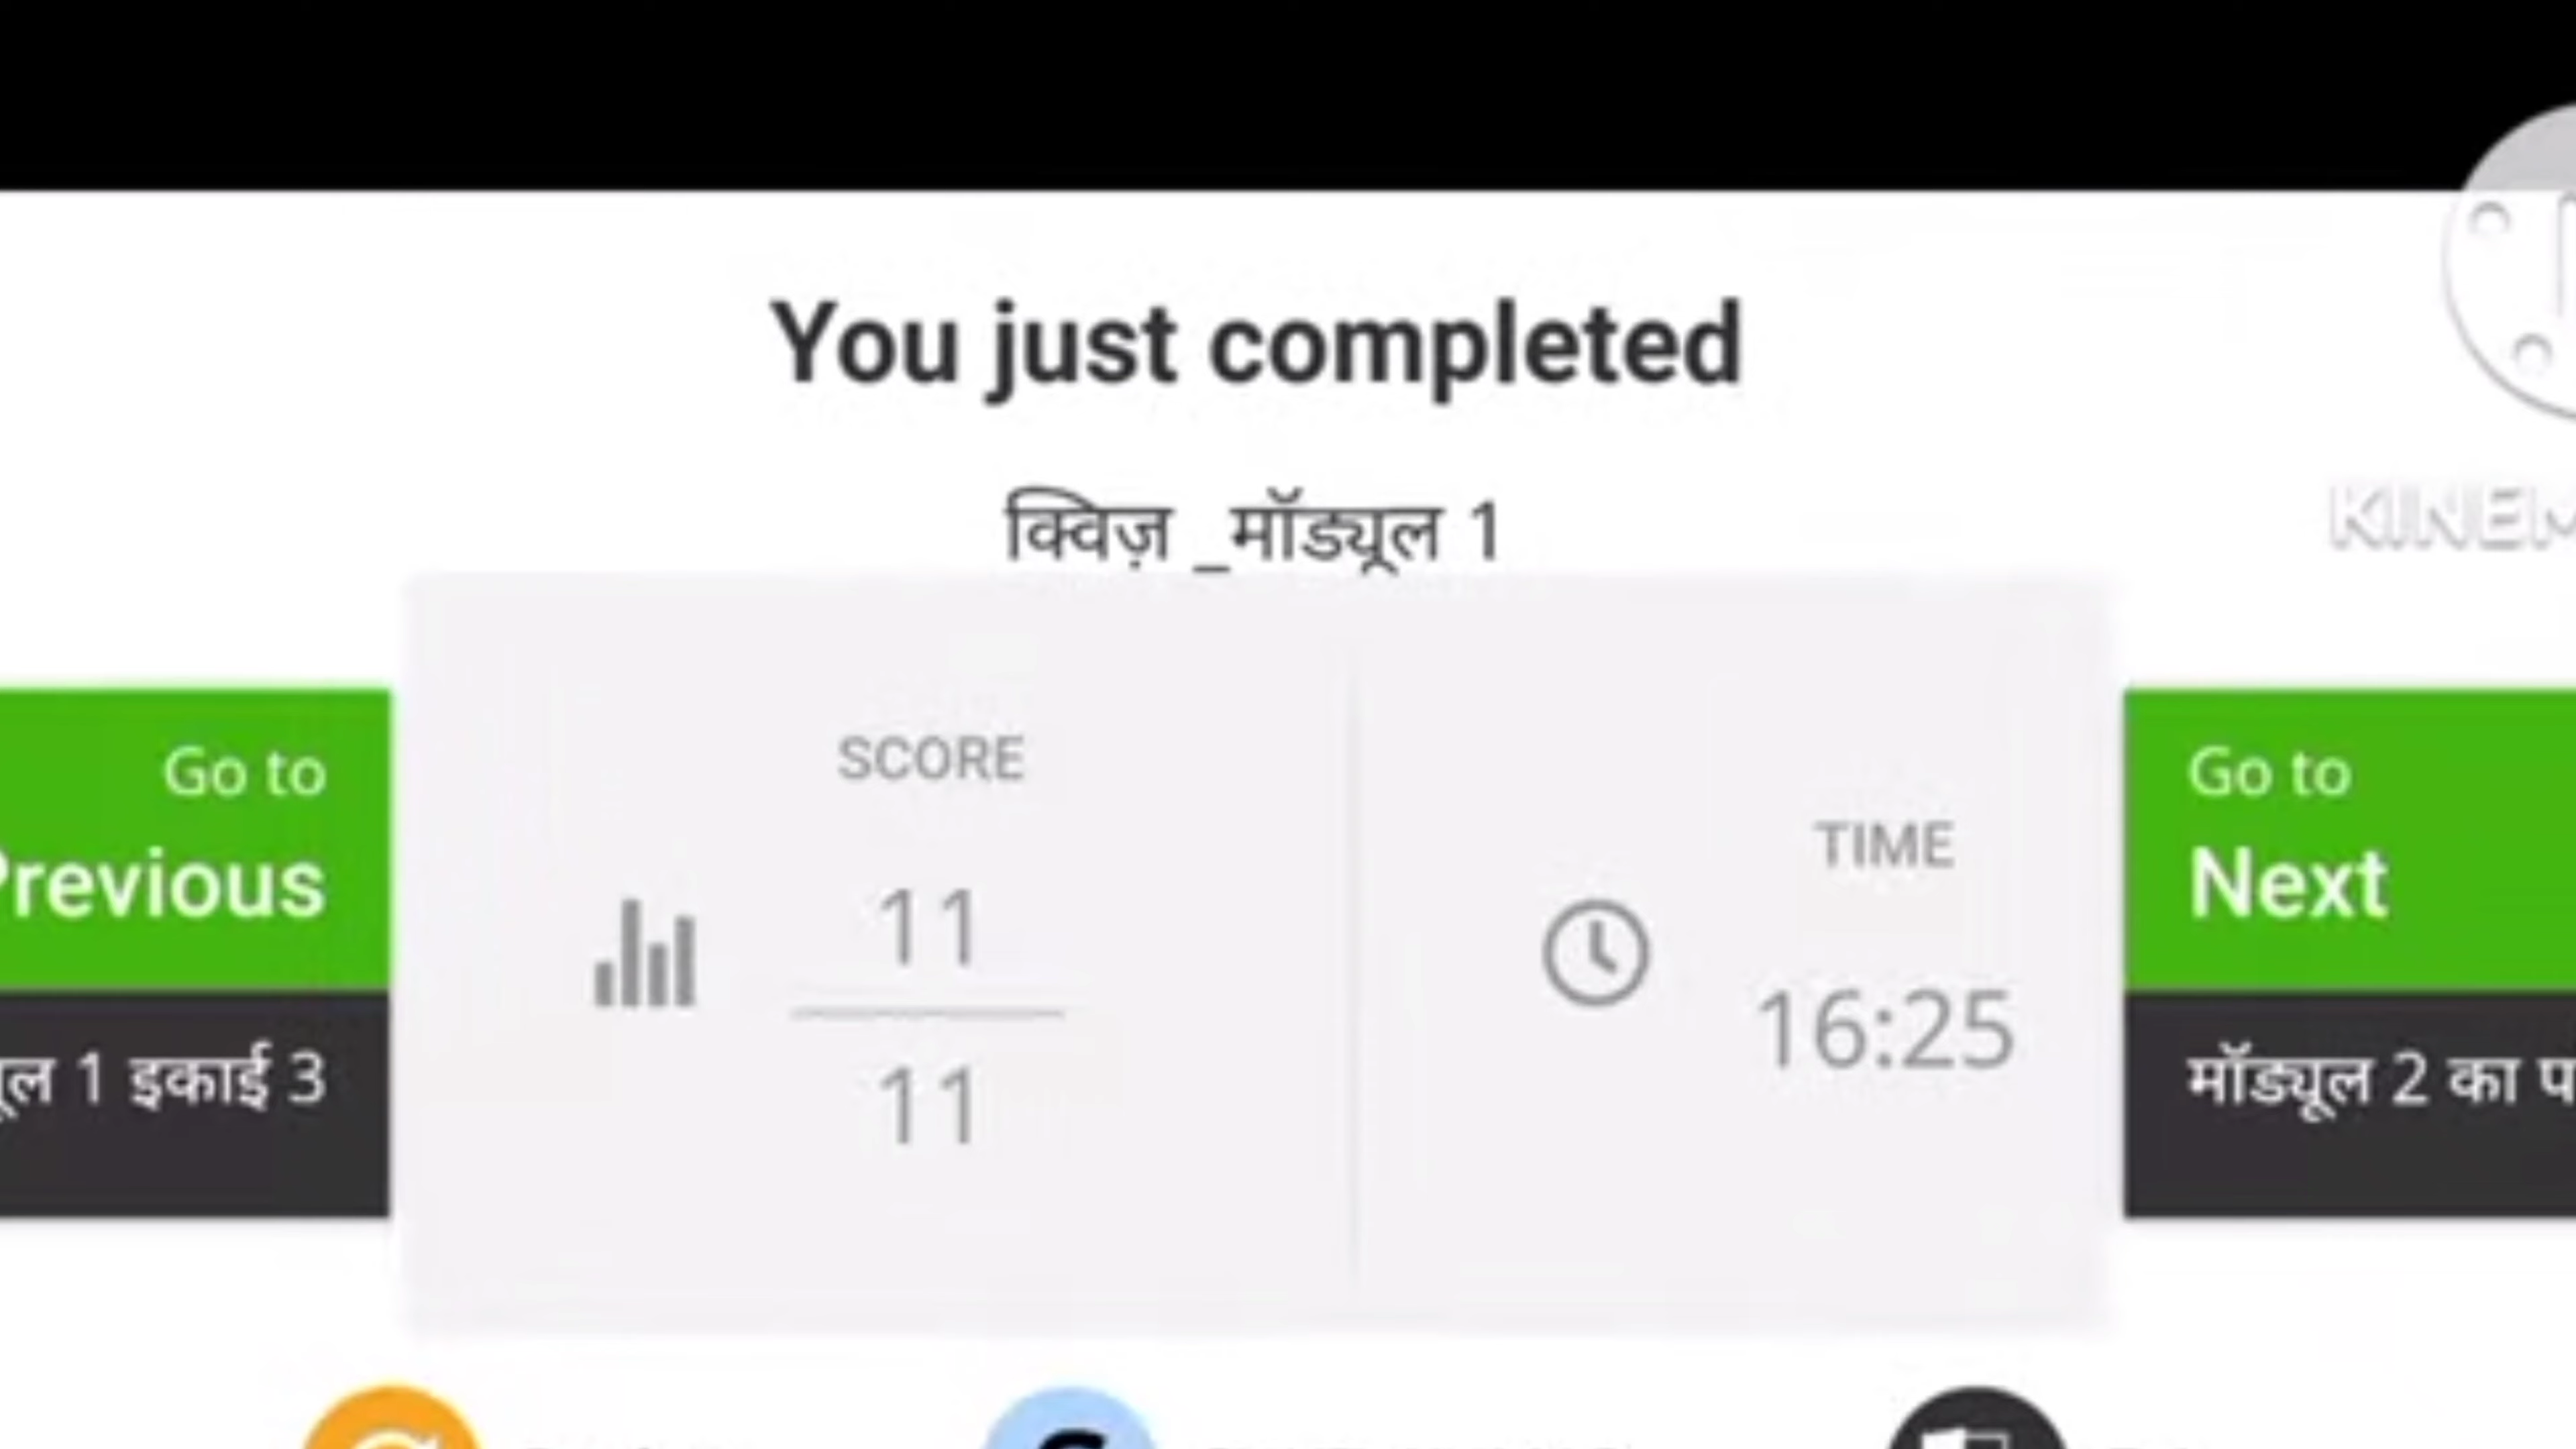 You just completed
क्विज़ _मॉड्यूल 1
KINEM
Go to
Previous
1 इकाई 3
SCORE
11
11
TIME
16:25
Go to
Next
मॉड्यूल 2 का